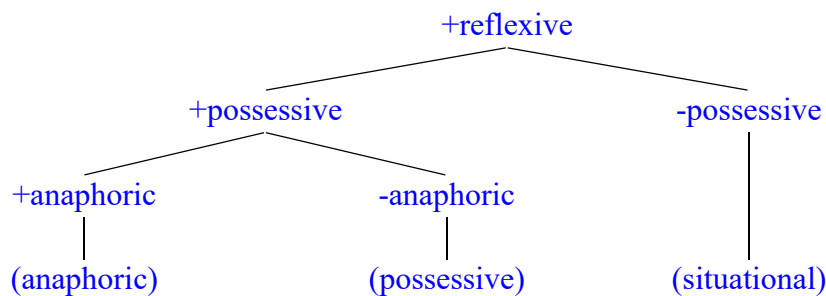 +reflexive
+possessive -possessive
+anaphoric -anaphoric
(anaphoric) (possessive) (situational)